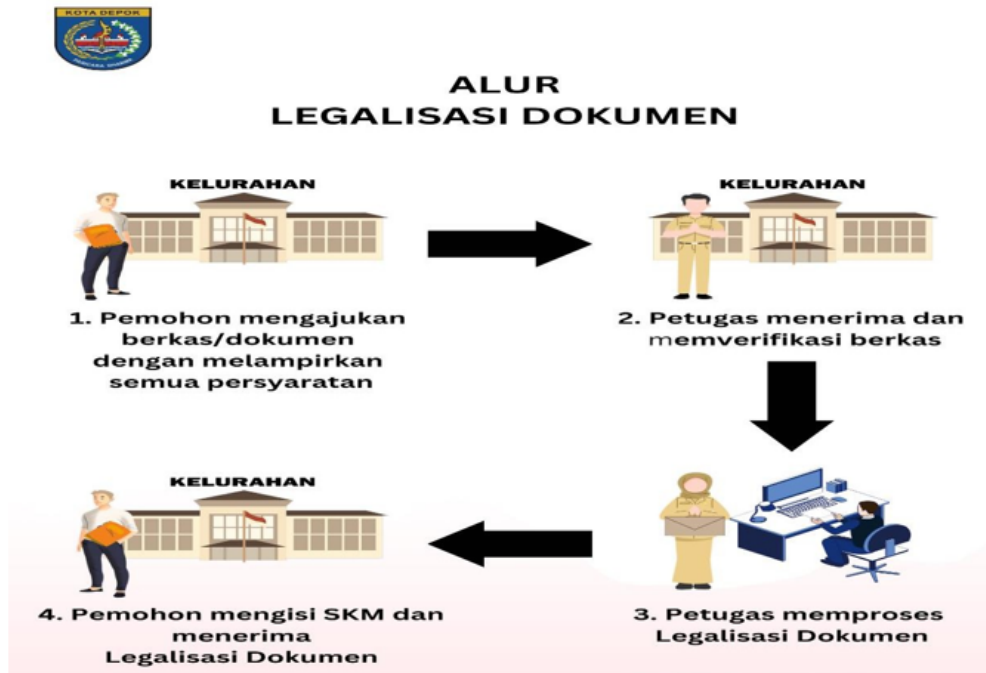 KOTA DEPOK
ALUR
LEGALISASI DOKUMEN
KELURAHAN
1. Pemohon mengajukan
berkas/dokumen
dengan melampirkan
semua persyaratan
KELURAHAN
2. Petugas menerima dan
memverifikasi berkas
3. Petugas memproses
Legalisasi Dokumen
KELURAHAN
4. Pemohon mengisi SKM dan
menerima
Legalisasi Dokumen